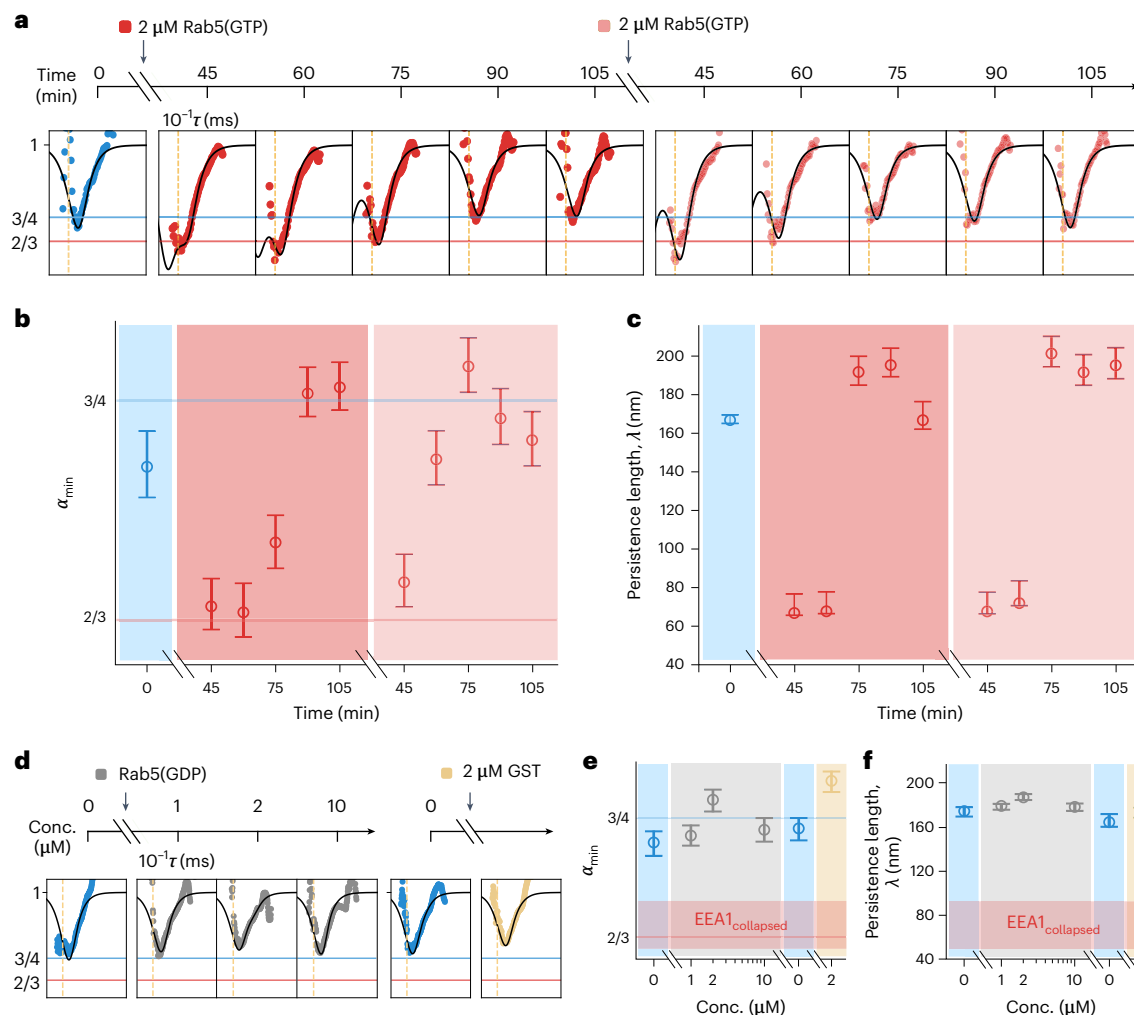 a
2 μM Rab5(GTP)
2 μM Rab5(GTP)
Time (min)
0
45
60
75
90
105
45
60
75
90
105
10⁻¹τ (ms)
1
3/4
2/3
b
α_min
3/4
2/3
0
45
75
105
45
75
105
Time (min)
c
Persistence length, λ (nm)
200
180
160
140
120
100
80
60
40
0
45
75
105
45
75
105
Time (min)
d
Rab5(GDP)
2 μM GST
Conc. (μM)
0
1
2
10
0
10⁻¹τ (ms)
1
3/4
2/3
e
α_min
3/4
2/3
EEA1_collapsed
0
1
2
10
0
2
Conc. (μM)
f
Persistence length, λ (nm)
200
160
120
80
40
EEA1_collapsed
0
1
2
10
0
Conc. (μM)